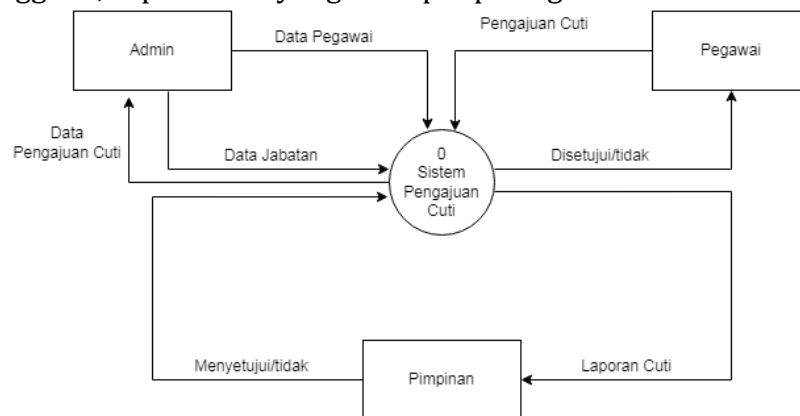 Data Pegawai
Pengajuan Cuti
Admin
Pegawai
Data
Pengajuan Cuti
Data Jabatan
0
Sistem
Pengajuan
Cuti
Disetujui/tidak
Menyetujui/tidak
Pimpinan
Laporan Cuti